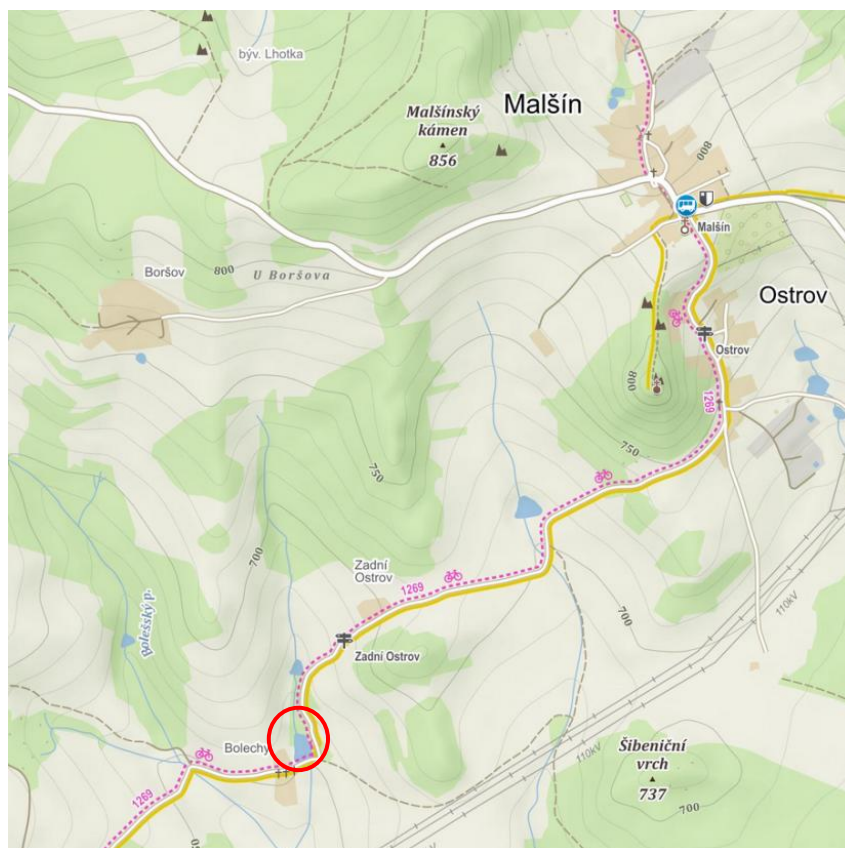 býv. Lhotka
Malšín
Malšínský
kámen
856
800
Malšín
Boršov
800
U Boršova
Ostrov
Ostrov
800
1269
750
750
700
Zadní
Ostrov
1269
Bolešský p.
700
110kV
Zadní Ostrov
Bolechy
Šibeniční
vrch
737
110kV
700
1269
50